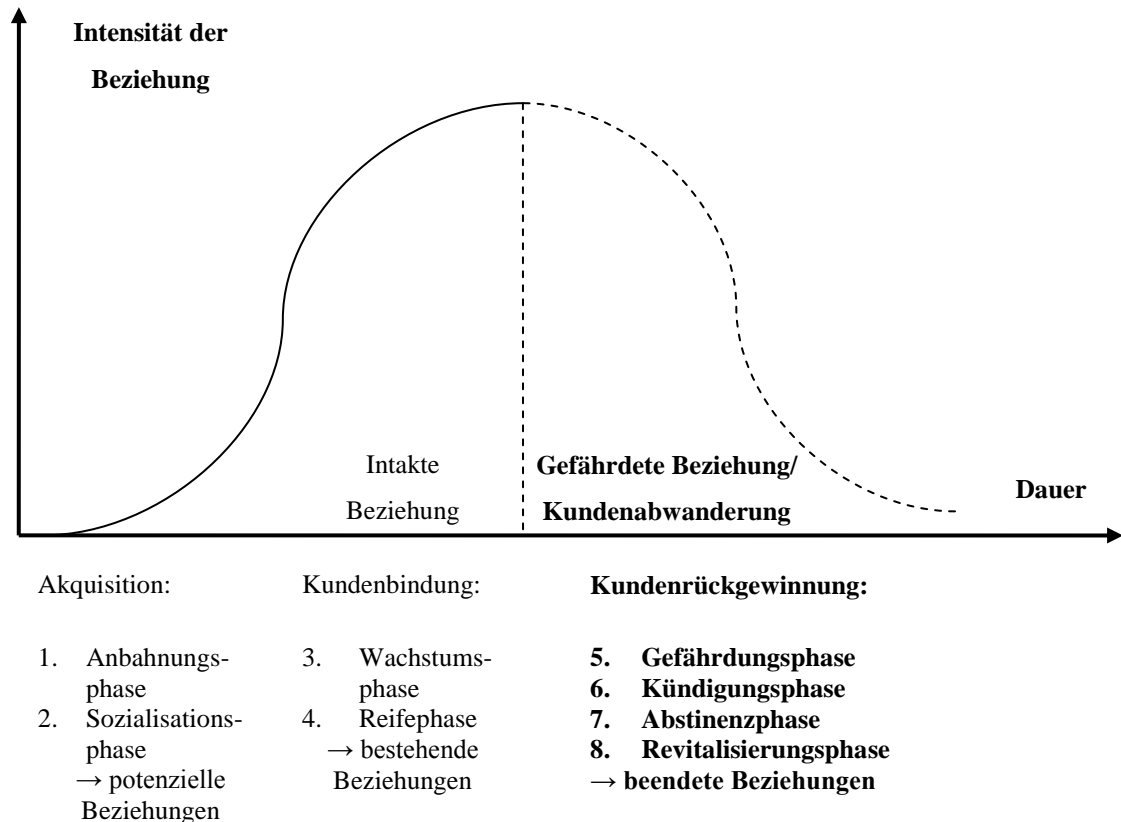 Intensität der
Beziehung
Intakte
Beziehung
Gefährdete Beziehung/
Kundenabwanderung
Dauer
Akquisition:
1. Anbahnungs-
phase
2. Sozialisations-
phase
→ potenzielle
Beziehungen
Kundenbindung:
3. Wachstums-
phase
4. Reifephase
→ bestehende
Beziehungen
Kundenrückgewinnung:
5. Gefährdungsphase
6. Kündigungsphase
7. Abstinenzphase
8. Revitalisierungsphase
→ beendete Beziehungen